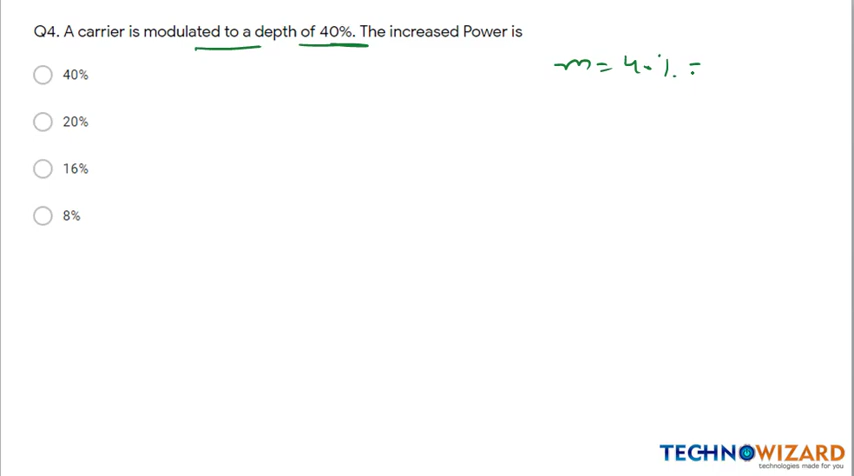 Q4. A carrier is modulated to a depth of 40%. The increased Power is
m = 40%. =
40%
20%
16%
8%
TECHNOWIZARD
technologies made for you